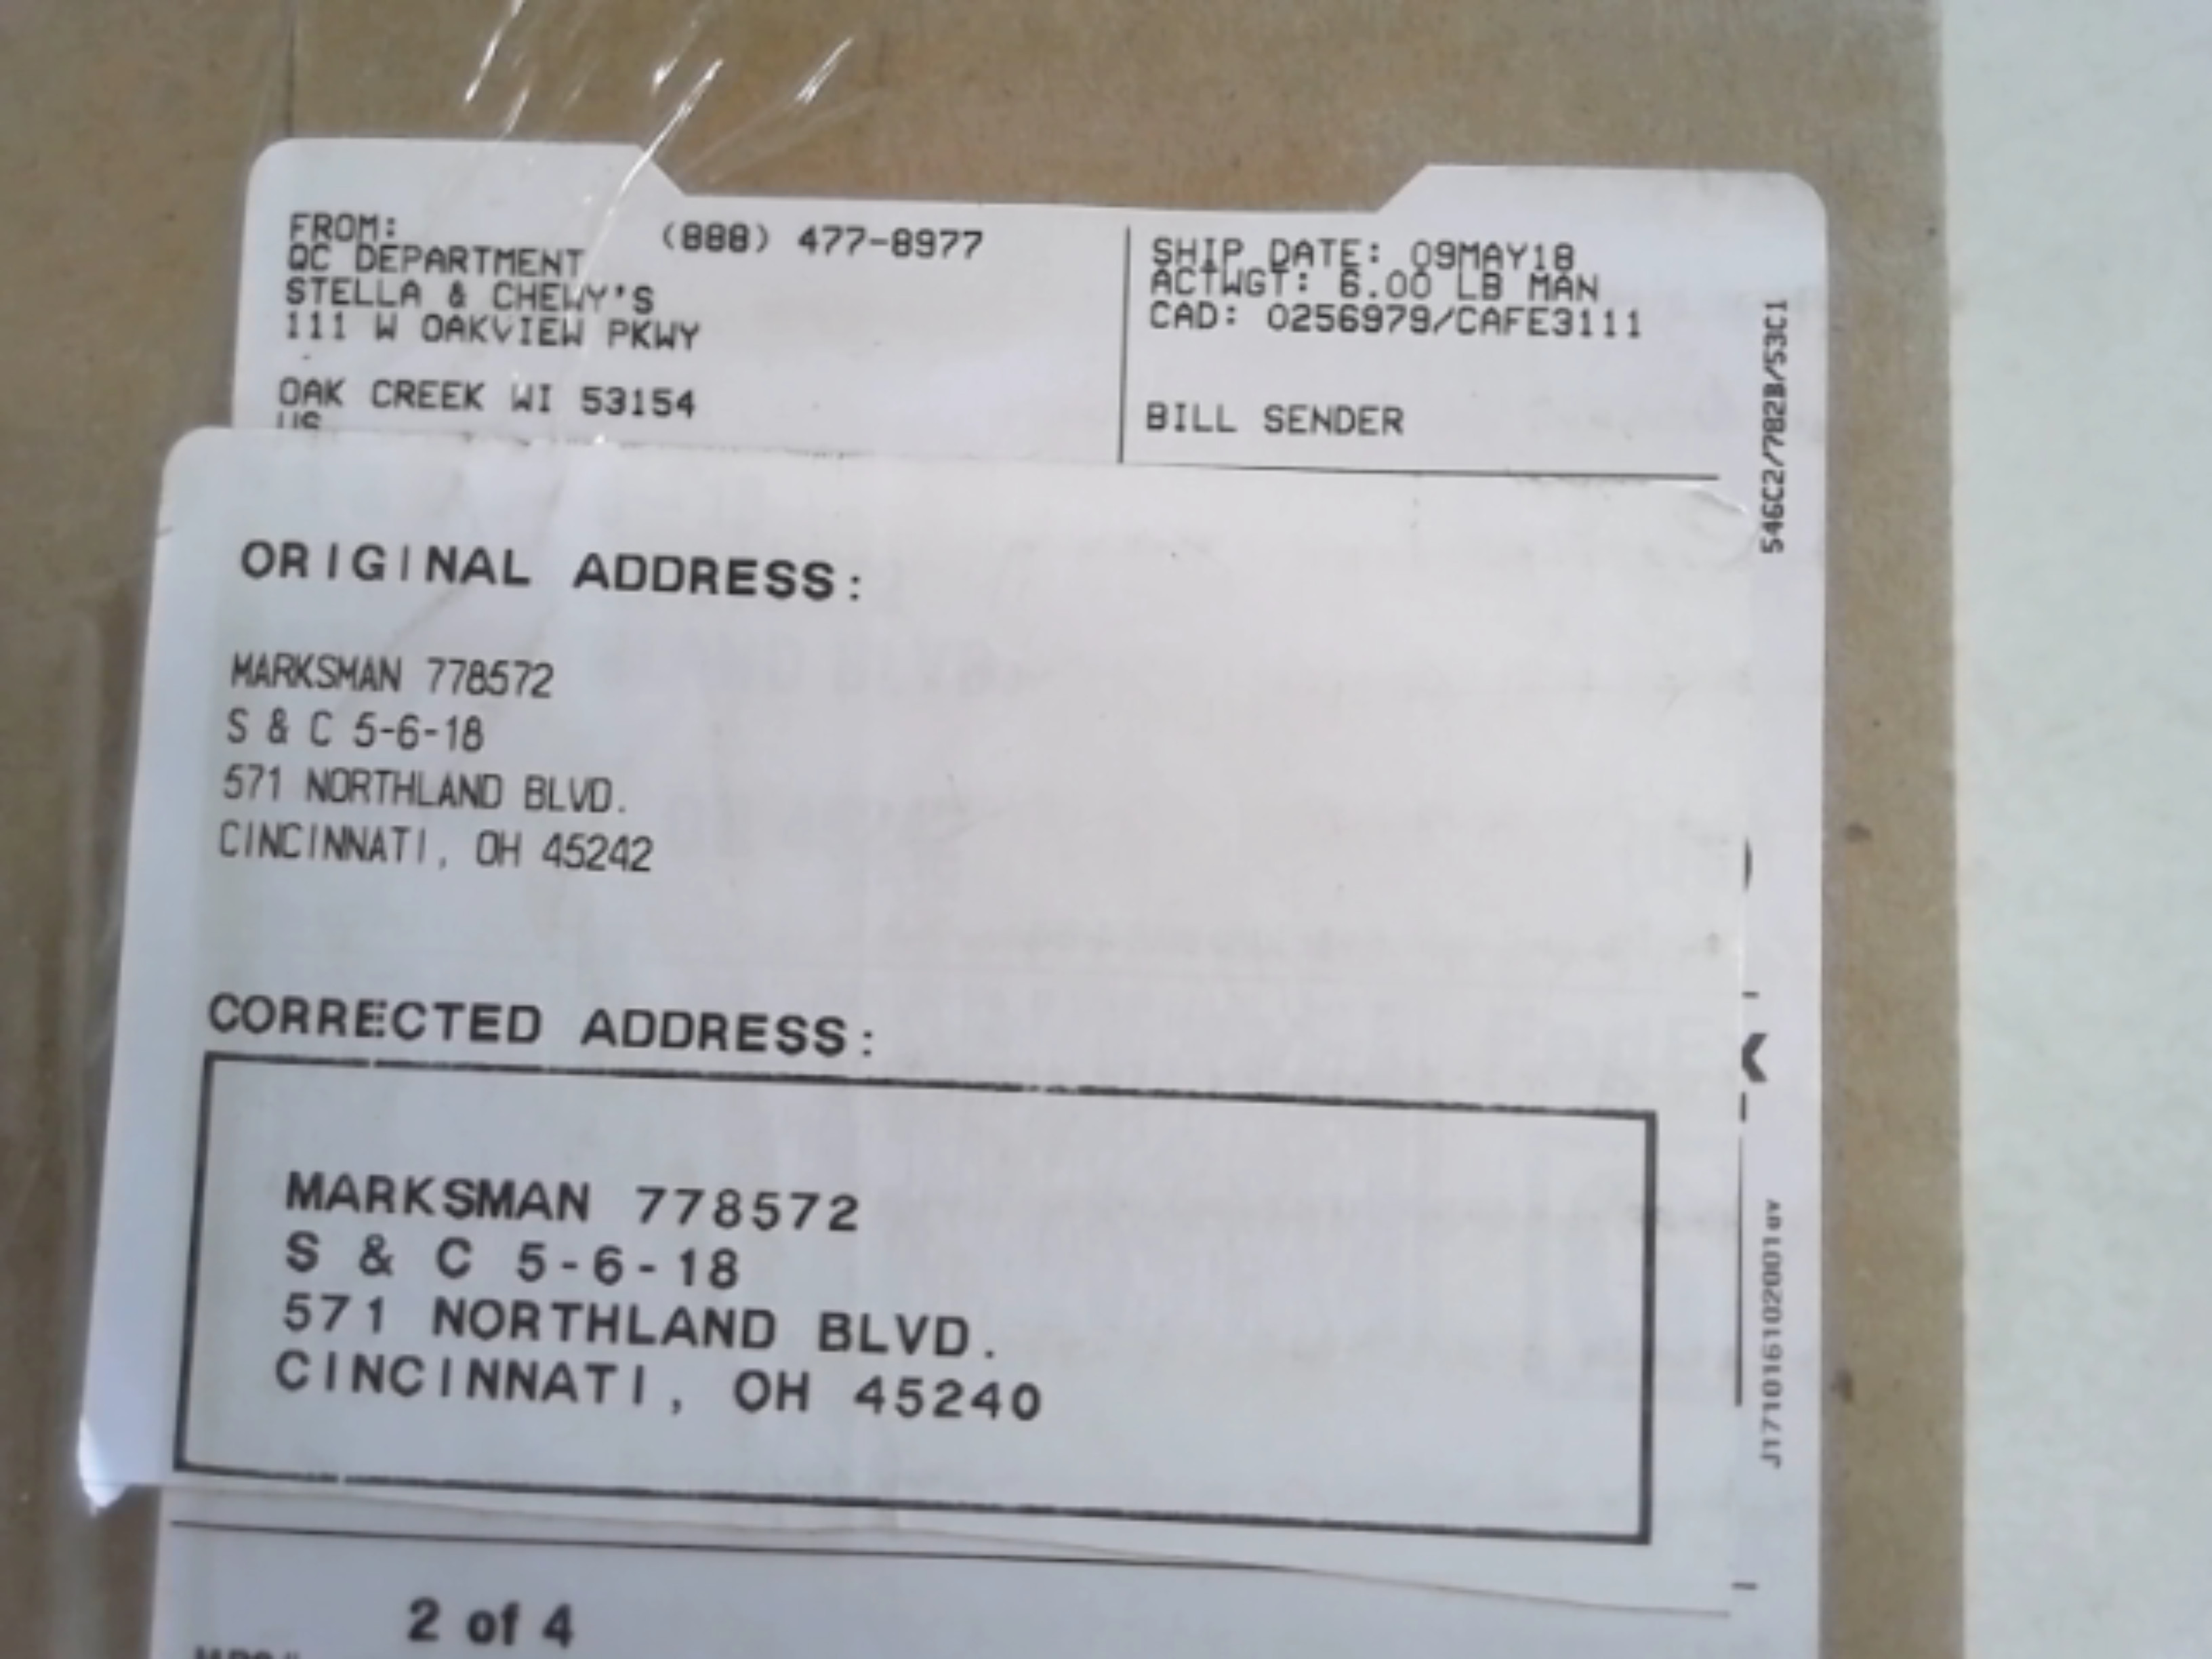 FROM: (888) 477-8977
QC DEPARTMENT
STELLA & CHEWY'S
111 W OAKVIEW PKWY
OAK CREEK WI 53154
US
SHIP DATE: 09MAY18
ACTWGT: 6.00 LB MAN
CAD: 0256979/CAFE3111
BILL SENDER
546C2/782B/53C1
ORIGINAL ADDRESS:
MARKSMAN 778572
S & C 5-6-18
571 NORTHLAND BLVD.
CINCINNATI, OH 45242
CORRECTED ADDRESS:
MARKSMAN 778572
S & C 5-6-18
571 NORTHLAND BLVD.
CINCINNATI, OH 45240
J171016102001uv
2 of 4